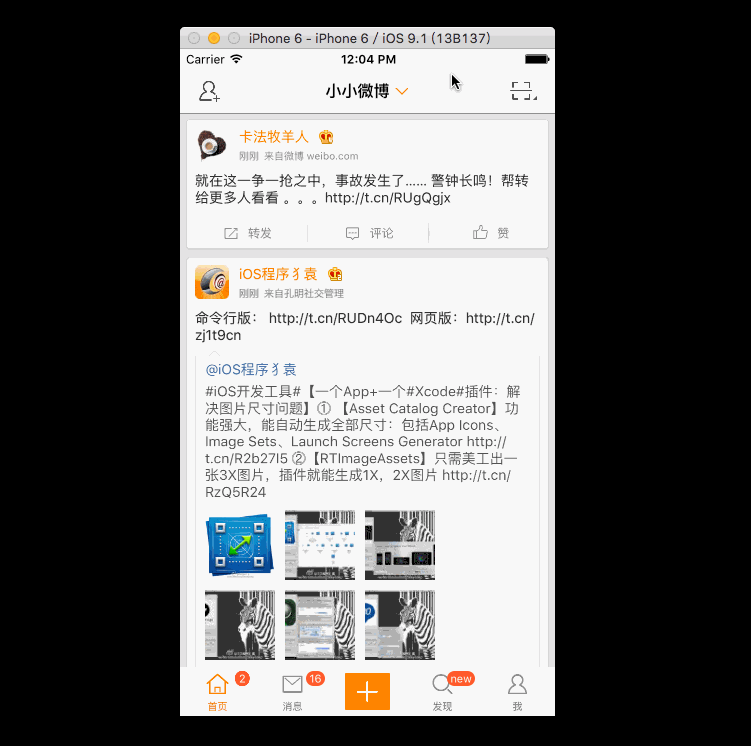 iPhone 6 - iPhone 6 / iOS 9.1 (13B137)
Carrier 12:04 PM
小小微博
卡法牧羊人
刚刚 来自微博 weibo.com
就在这一争一抢之中，事故发生了…… 警钟长鸣！帮转
给更多人看看 。。。http://t.cn/RUgQgjx
转发 评论 赞
iOS程序犭袁
刚刚 来自孔明社交管理
命令行版： http://t.cn/RUDn4Oc 网页版：http://t.cn/
zj1t9cn
@iOS程序犭袁
#iOS开发工具#【一个App+一个#Xcode#插件：解
决图片尺寸问题】① 【Asset Catalog Creator】功
能强大，能自动生成全部尺寸：包括App Icons、
Image Sets、Launch Screens Generator http://
t.cn/R2b27I5 ②【RTImageAssets】只需美工出一
张3X图片，插件就能生成1X，2X图片 http://t.cn/
RzQ5R24
2 16 new
首页 消息 发现 我